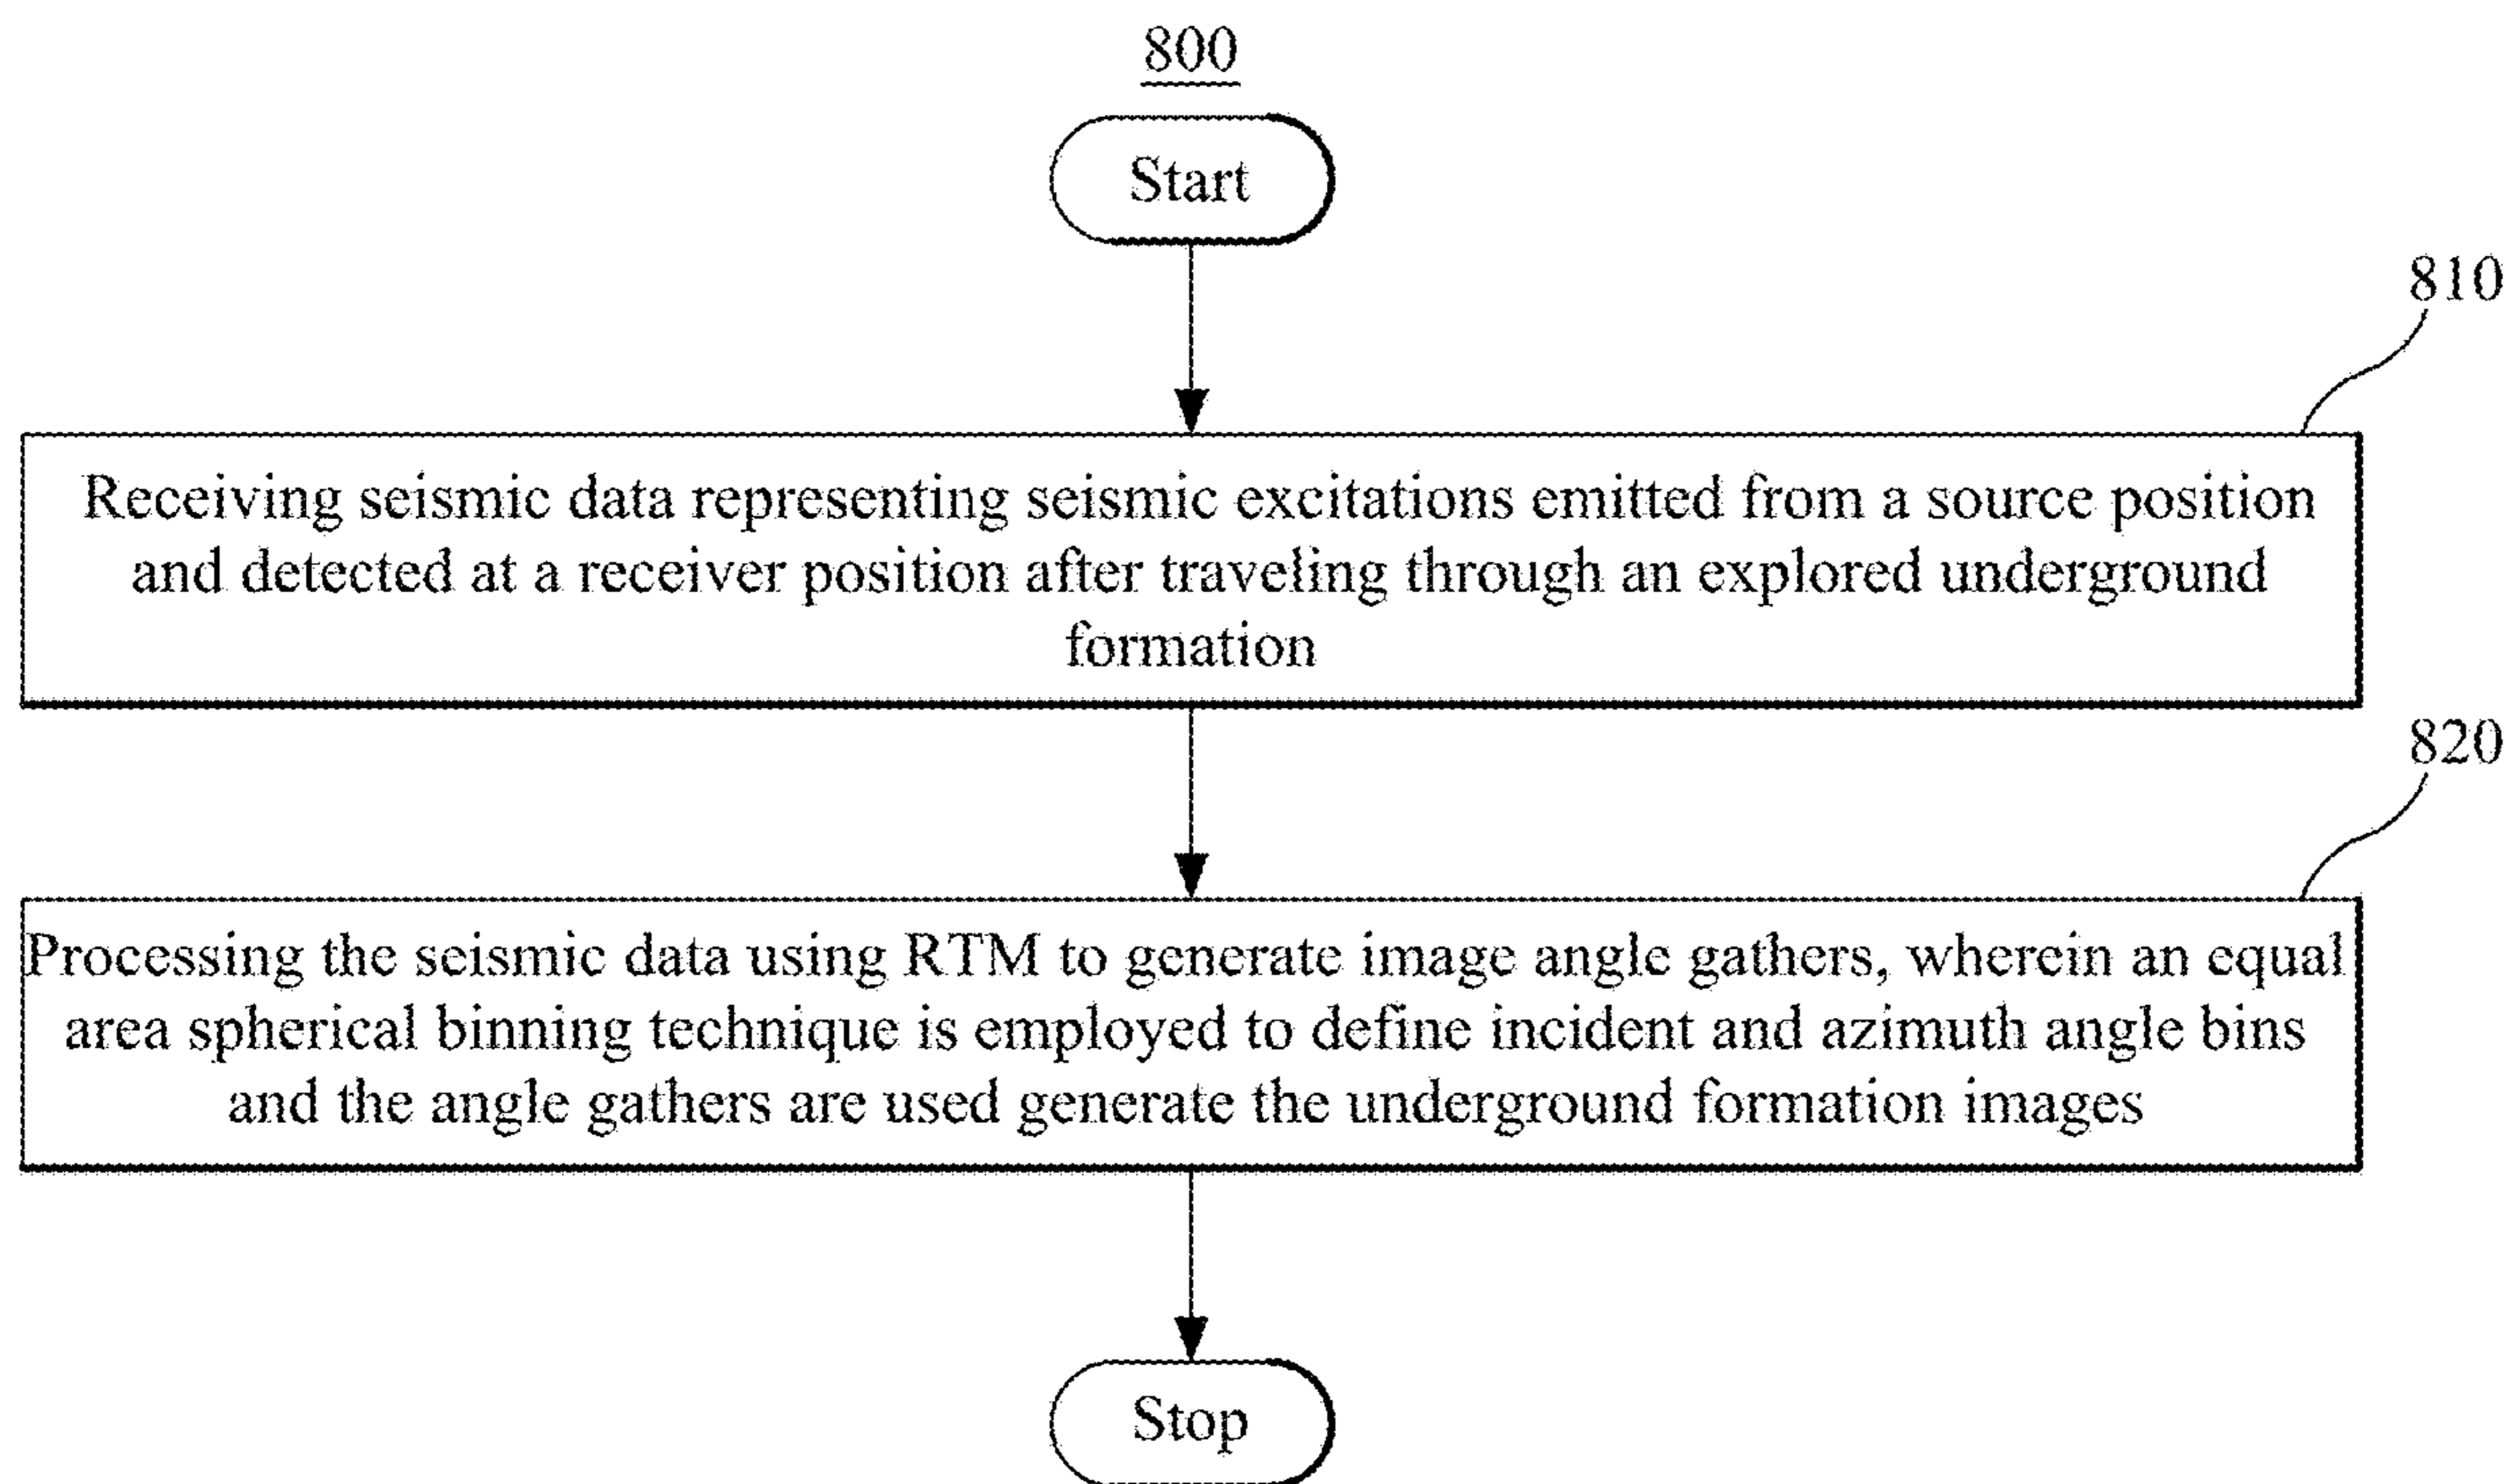 800
Start
810
Receiving seismic data representing seismic excitations emitted from a source position
and detected at a receiver position after traveling through an explored underground
formation
820
Processing the seismic data using RTM to generate image angle gathers, wherein an equal
area spherical binning technique is employed to define incident and azimuth angle bins
and the angle gathers are used generate the underground formation images
Stop